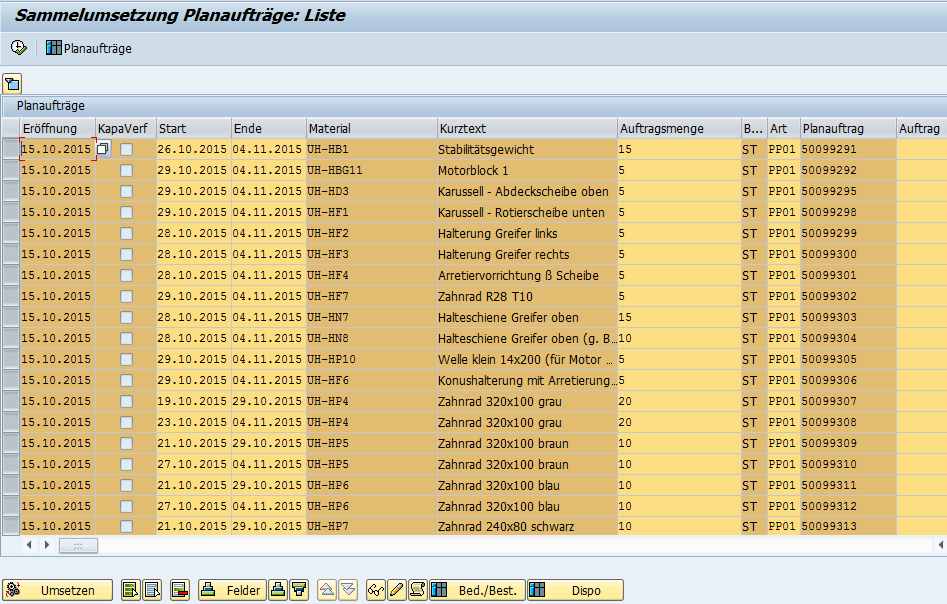 Sammelumsetzung Planaufträge: Liste
Planaufträge
Planaufträge
Eröffnung KapaVerf Start Ende Material Kurztext Auftragsmenge B... Art Planauftrag Auftrag
15.10.2015 26.10.2015 04.11.2015 UH-HB1 Stabilitätsgewicht 15 ST PP01 50099291
15.10.2015 29.10.2015 04.11.2015 UH-HBG11 Motorblock 1 5 ST PP01 50099292
15.10.2015 29.10.2015 04.11.2015 UH-HD3 Karussell - Abdeckscheibe oben 5 ST PP01 50099295
15.10.2015 29.10.2015 04.11.2015 UH-HF1 Karussell - Rotierscheibe unten 5 ST PP01 50099298
15.10.2015 28.10.2015 04.11.2015 UH-HF2 Halterung Greifer links 5 ST PP01 50099299
15.10.2015 28.10.2015 04.11.2015 UH-HF3 Halterung Greifer rechts 5 ST PP01 50099300
15.10.2015 28.10.2015 04.11.2015 UH-HF4 Arretiervorrichtung ß Scheibe 5 ST PP01 50099301
15.10.2015 29.10.2015 04.11.2015 UH-HF7 Zahnrad R28 T10 5 ST PP01 50099302
15.10.2015 28.10.2015 04.11.2015 UH-HN7 Halteschiene Greifer oben 15 ST PP01 50099303
15.10.2015 28.10.2015 04.11.2015 UH-HN8 Halteschiene Greifer oben (g. B... 10 ST PP01 50099304
15.10.2015 29.10.2015 04.11.2015 UH-HP10 Welle klein 14x200 (für Motor ... 5 ST PP01 50099305
15.10.2015 29.10.2015 04.11.2015 UH-HF6 Konushalterung mit Arretierung... 5 ST PP01 50099306
15.10.2015 19.10.2015 29.10.2015 UH-HP4 Zahnrad 320x100 grau 20 ST PP01 50099307
15.10.2015 23.10.2015 04.11.2015 UH-HP4 Zahnrad 320x100 grau 20 ST PP01 50099308
15.10.2015 21.10.2015 29.10.2015 UH-HP5 Zahnrad 320x100 braun 10 ST PP01 50099309
15.10.2015 27.10.2015 04.11.2015 UH-HP5 Zahnrad 320x100 braun 10 ST PP01 50099310
15.10.2015 21.10.2015 29.10.2015 UH-HP6 Zahnrad 320x100 blau 10 ST PP01 50099311
15.10.2015 27.10.2015 04.11.2015 UH-HP6 Zahnrad 320x100 blau 10 ST PP01 50099312
15.10.2015 21.10.2015 29.10.2015 UH-HP7 Zahnrad 240x80 schwarz 10 ST PP01 50099313
Umsetzen Felder Bed./Best. Dispo